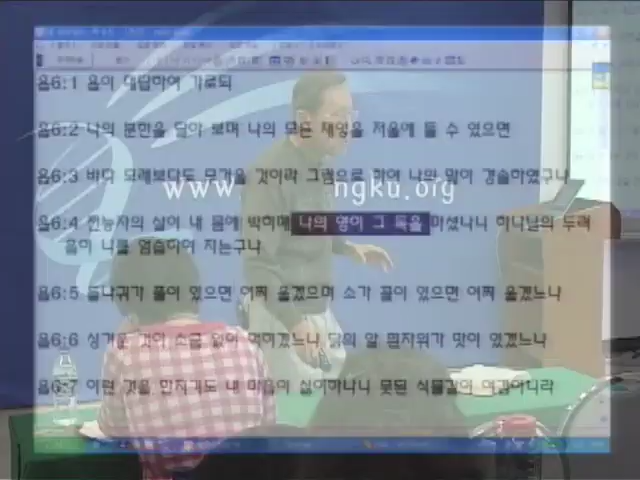 욥6:1 욥이 대답하여 가로되
욥6:2 나의 분한을 달아 보며 나의 모든 재앙을 저울에 둘 수 있으면
욥6:3 바다 모래보다도 무거울 것이라 그럼으로 하여 나의 말이 경솔하였구나
www ngku.org
욥6:4 전능자의 살이 내 몸에 박히매 나의 영이 그 독을 마셨나니 하나님의 두려
움이 나를 엄습하여 치는구나
욥6:5 들나귀가 풀이 있으면 어찌 울겠으며 소가 꼴이 있으면 어찌 울겠느냐
욥6:6 싱거운 것이 소금 없이 먹히겠느냐 닭의 알 흰자위가 맛이 있겠느냐
욥6:7 이런 것을 만지기도 내 마음이 싫어하나니 못된 식물같이 여김이니라